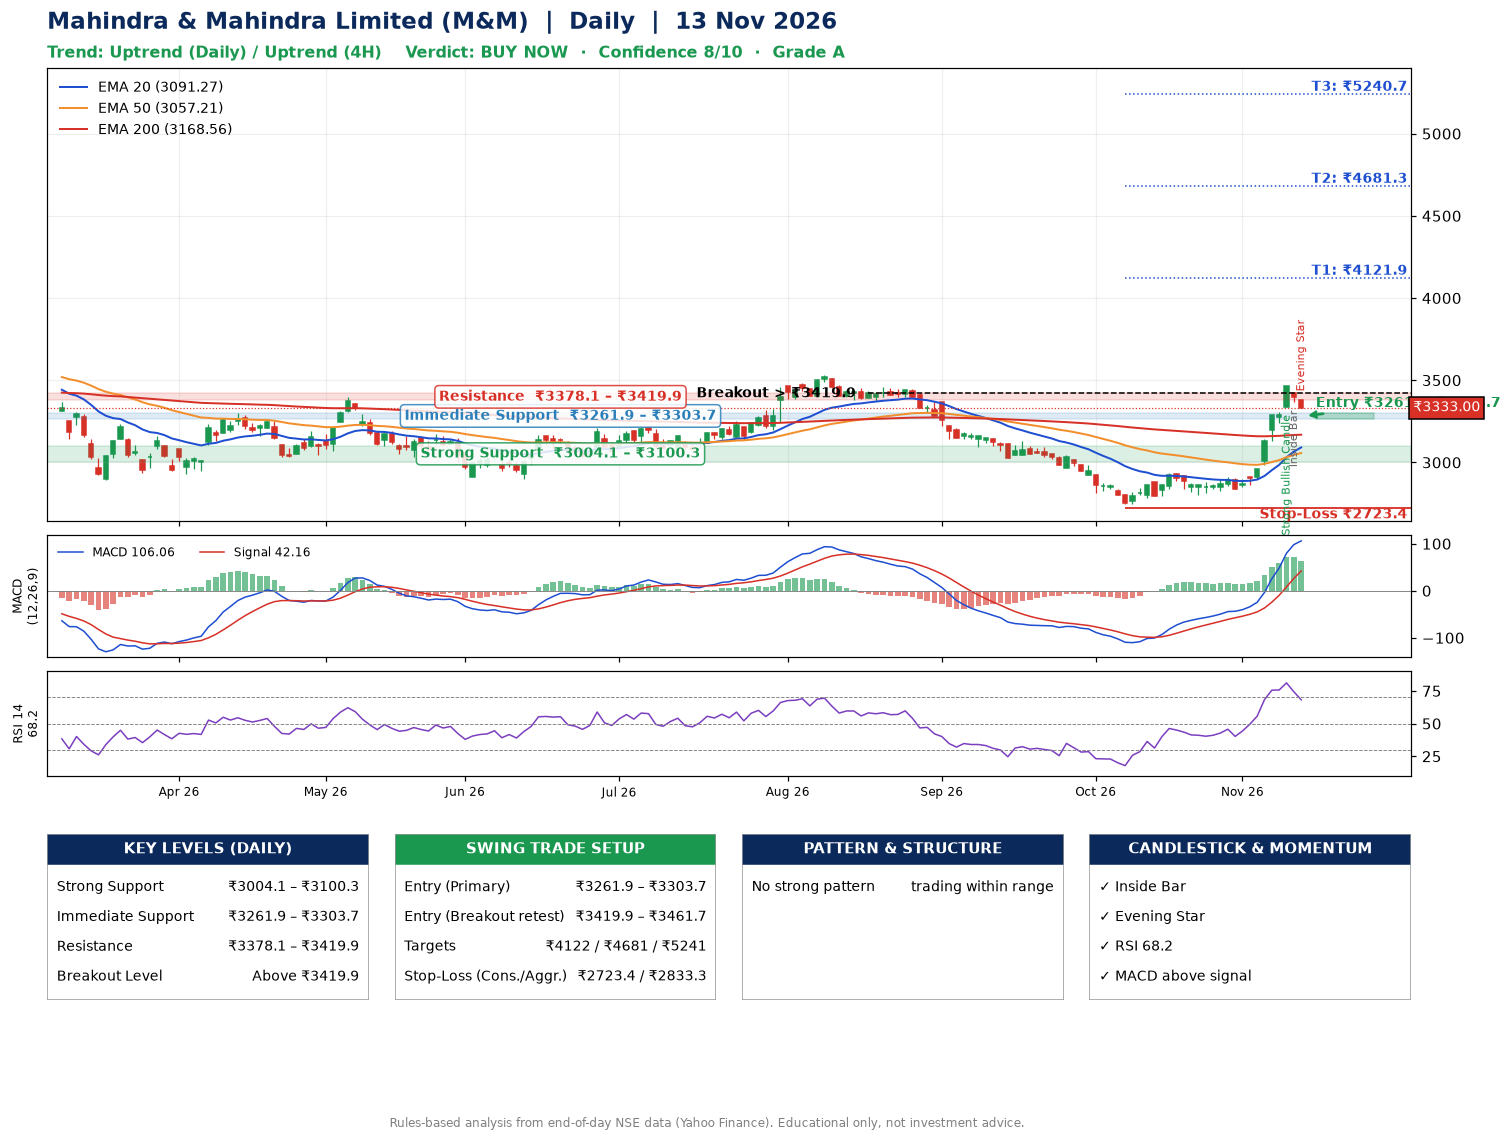 Mahindra & Mahindra Limited (M&M) | Daily | 13 Nov 2026
Trend: Uptrend (Daily) / Uptrend (4H) Verdict: BUY NOW · Confidence 8/10 · Grade A
EMA 20 (3091.27)
EMA 50 (3057.21)
EMA 200 (3168.56)
T3: ₹5240.7
T2: ₹4681.3
T1: ₹4121.9
5000
4500
4000
3500
3000
Resistance ₹3378.1 – ₹3419.9
Breakout > ₹3419.9
Immediate Support ₹3261.9 – ₹3303.7
Strong Support ₹3004.1 – ₹3100.3
Evening Star
Inside Bar
Strong Bullish Candle
Entry ₹3261
.7
₹3333.00
Stop-Loss ₹2723.4
MACD (12,26,9)
MACD 106.06
Signal 42.16
100
0
−100
RSI 14
68.2
75
50
25
Apr 26
May 26
Jun 26
Jul 26
Aug 26
Sep 26
Oct 26
Nov 26
KEY LEVELS (DAILY)
Strong Support ₹3004.1 – ₹3100.3
Immediate Support ₹3261.9 – ₹3303.7
Resistance ₹3378.1 – ₹3419.9
Breakout Level Above ₹3419.9
SWING TRADE SETUP
Entry (Primary) ₹3261.9 – ₹3303.7
Entry (Breakout retest) ₹3419.9 – ₹3461.7
Targets ₹4122 / ₹4681 / ₹5241
Stop-Loss (Cons./Aggr.) ₹2723.4 / ₹2833.3
PATTERN & STRUCTURE
No strong pattern trading within range
CANDLESTICK & MOMENTUM
✓ Inside Bar
✓ Evening Star
✓ RSI 68.2
✓ MACD above signal
Rules-based analysis from end-of-day NSE data (Yahoo Finance). Educational only, not investment advice.